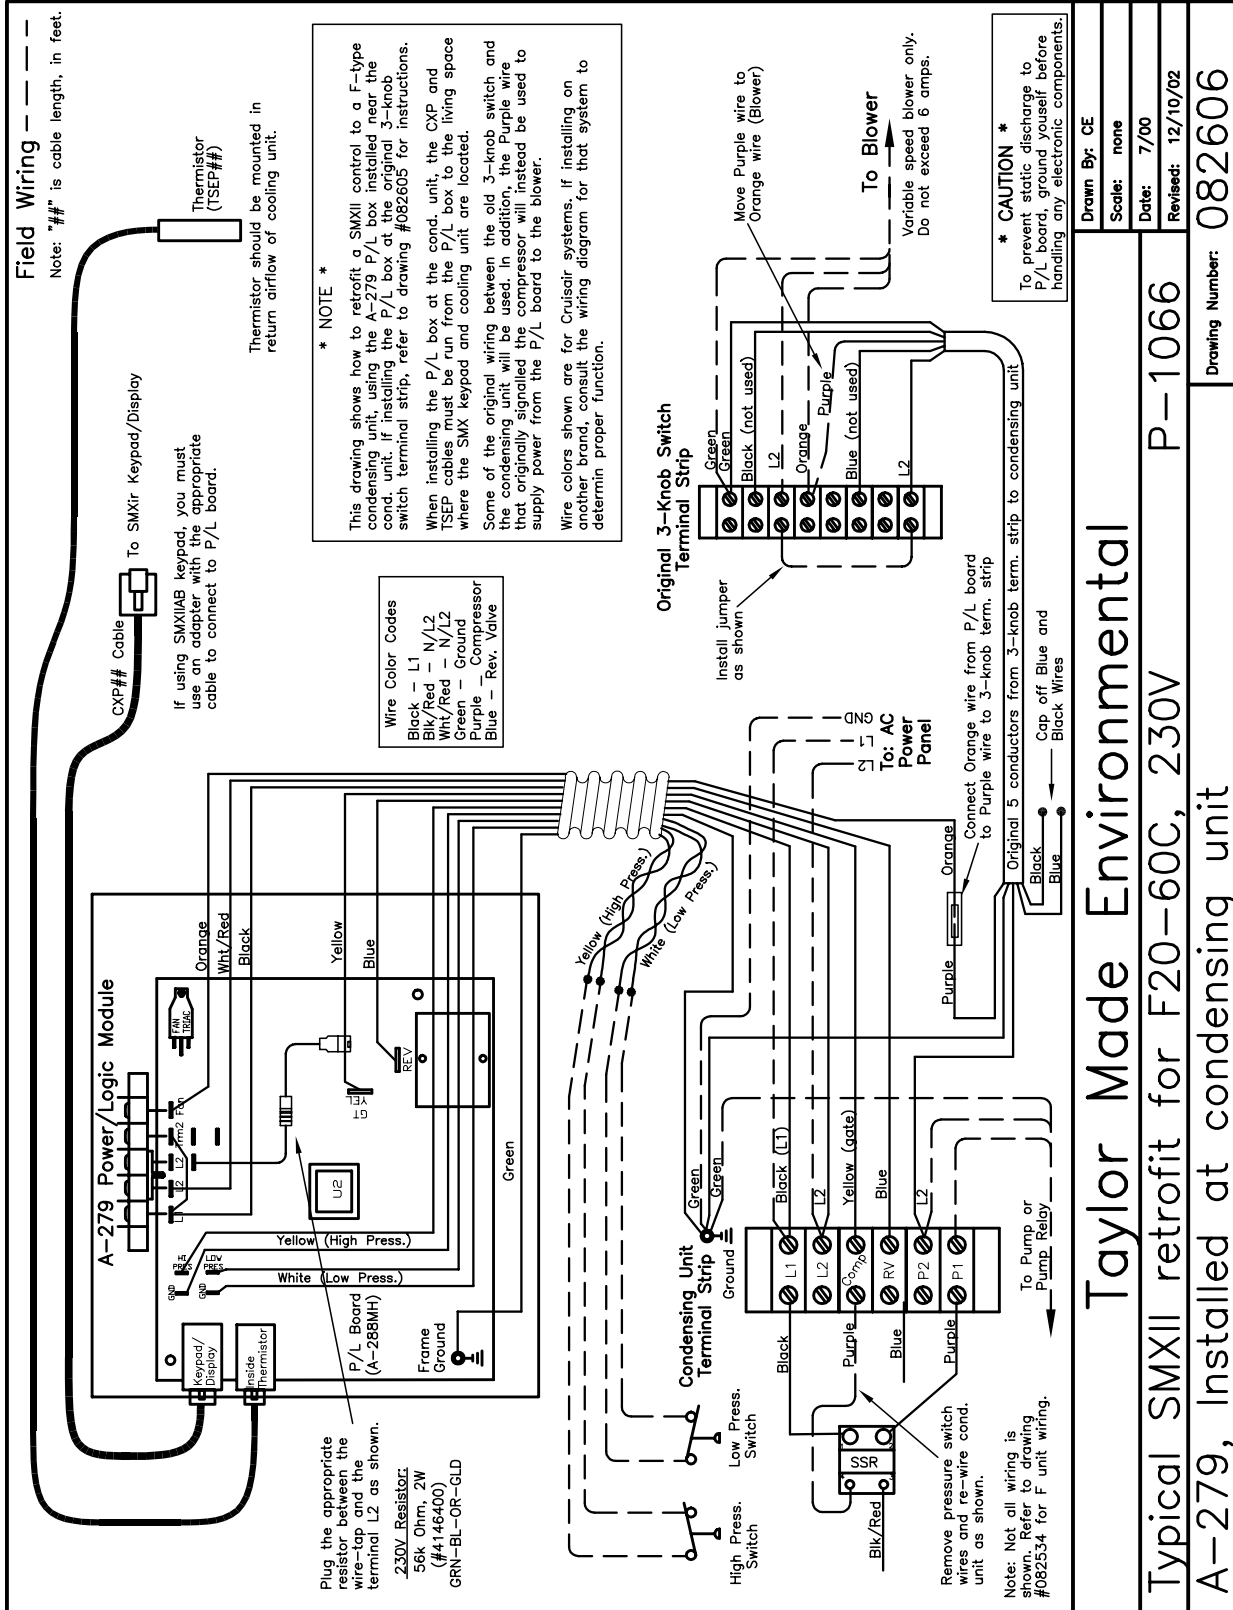 Field Wiring — — — —
Note: "##" is cable length, in feet.
Thermistor
(TSEP##)
Thermistor should be mounted in
return airflow of cooling unit.
CXP## Cable
To SMXir Keypad/Display
If using SMXIIAB keypad, you must
use an adapter with the appropriate
cable to connect to P/L board.
* NOTE *
This drawing shows how to retrofit a SMXII control to a F-type
condensing unit, using the A-279 P/L box installed near the
cond. unit. If installing the P/L box at the original 3-knob
switch terminal strip, refer to drawing #082605 for instructions.
When installing the P/L box at the cond. unit, the CXP and
TSEP cables must be run from the P/L box to the living space
where the SMX keypad and cooling unit are located.
Some of the original wiring between the old 3-knob switch and
the condensing unit will be used. In addition, the Purple wire
that originally signalled the compressor will instead be used to
supply power from the P/L board to the blower.
Wire colors shown are for Cruisair systems. If installing on
another brand, consult the wiring diagram for that system to
determin proper function.
Wire Color Codes
Black - L1
Blk/Red - N/L2
Wht/Red - N/L2
Green - Ground
Purple - Compressor
Blue - Rev. Valve
A-279 Power/Logic Module
FAN
TRIAC
L1
L2
L2
Trm2
Fan
Orange
Wht/Red
Black
Yellow
Blue
REV
GT
YEL
U2
HI
PRES
LOW
PRES
GND
GND
Yellow (High Press.)
White (Low Press.)
Green
Keypad/
Display
Inside
Thermistor
P/L Board
(A-288MH)
Frame
Ground
Plug the appropriate
resistor between the
wire-tap and the
terminal L2 as shown.
230V Resistor:
56k Ohm, 2W
(#4146400)
GRN-BL-OR-GLD
Yellow (High Press.)
White (Low Press.)
High Press.
Switch
Low Press.
Switch
Original 3-Knob Switch
Terminal Strip
Green
Green
Black (not used)
L2
Orange
Purple
Blue (not used)
L2
Install jumper
as shown
Move Purple wire to
Orange wire (Blower)
To Blower
Variable speed blower only.
Do not exceed 6 amps.
GND
L1
L2
To: AC
Power
Panel
Condensing Unit
Terminal Strip
Ground
Green
Green
Black (L1)
L2
Yellow (gate)
Blue
L2
L1
L2
Comp
RV
P2
P1
Black
Purple
Blue
Purple
SSR
Blk/Red
To Pump or
Pump Relay
Remove pressure switch
wires and re-wire cond.
unit as shown.
Note: Not all wiring is
shown. Refer to drawing
#082534 for F unit wiring.
Purple
Orange
Connect Orange wire from P/L board
to Purple wire to 3-knob term. strip
Original 5 conductors from 3-knob term. strip to condensing unit
Black
Blue
Cap off Blue and
Black Wires
* CAUTION *
To prevent static discharge to
P/L board, ground youself before
handling any electronic components.
Taylor Made Environmental
Drawn By: CE
Scale: none
Date: 7/00
Revised: 12/10/02
Typical SMXII retrofit for F20-60C, 230V
P-1066
A-279, Installed at condensing unit
Drawing Number: 082606